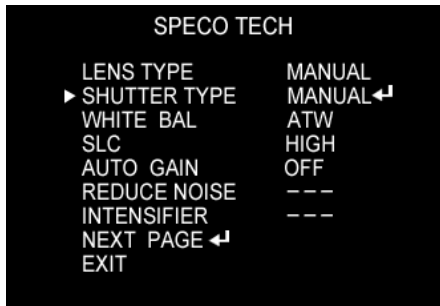 SPECO TECH
LENS TYPE MANUAL
▶ SHUTTER TYPE MANUAL↲
WHITE BAL ATW
SLC HIGH
AUTO GAIN OFF
REDUCE NOISE – – –
INTENSIFIER – – –
NEXT PAGE ↲
EXIT